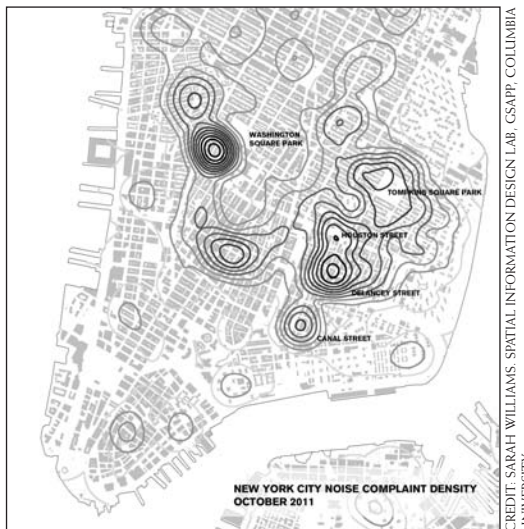 WASHINGTON
SQUARE PARK
TOMPKINS SQUARE PARK
HOUSTON STREET
DELANCEY STREET
CANAL STREET
NEW YORK CITY NOISE COMPLAINT DENSITY
OCTOBER 2011
CREDIT: SARAH WILLIAMS. SPATIAL INFORMATION DESIGN LAB, GSAPP, COLUMBIA
UNIVERSITY